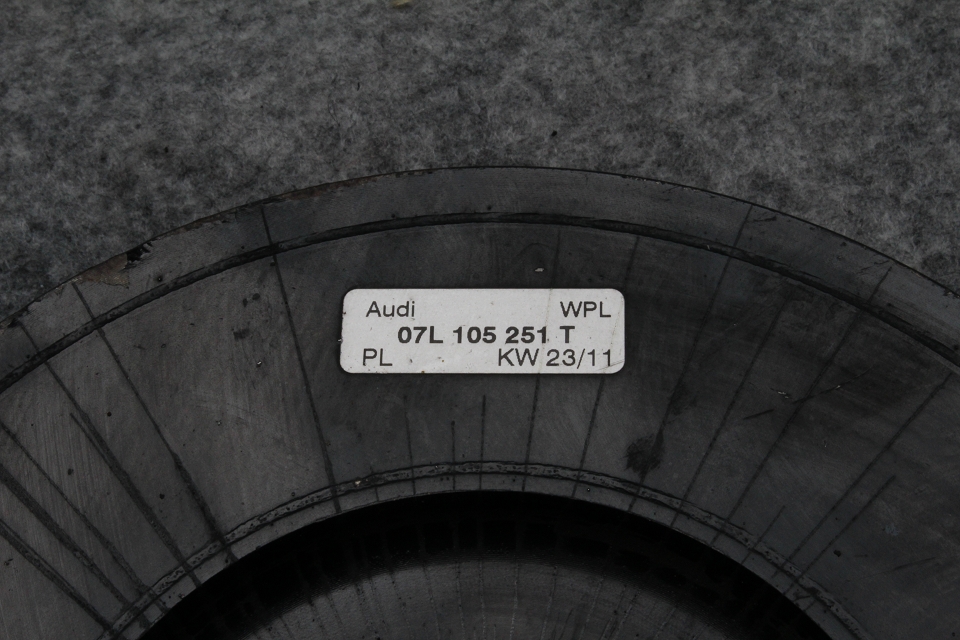 Audi WPL
07L 105 251 T
PL KW 23/11